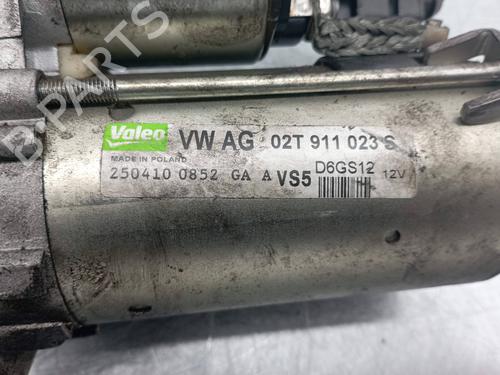 B-PARTS
Valeo VW AG 02T 911 023 S
MADE IN POLAND
250410 0852 GA A VS5 D6GS12 12V